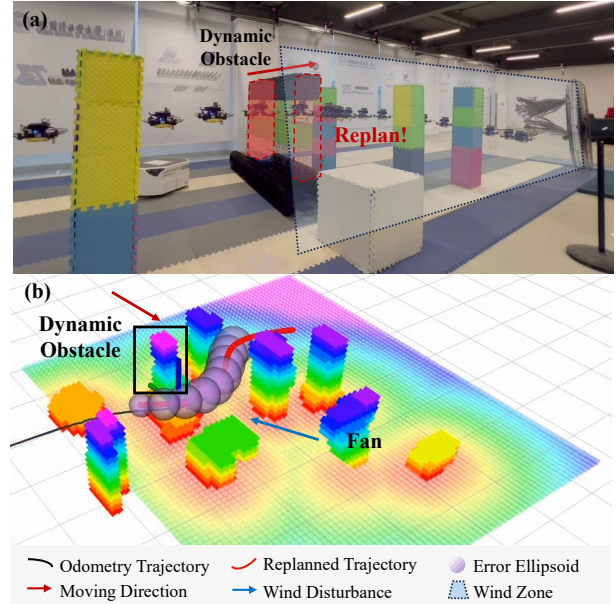 (a)
Dynamic
Obstacle
Replan!
(b)
Dynamic
Obstacle
Fan
Odometry Trajectory
Replanned Trajectory
Error Ellipsoid
Moving Direction
Wind Disturbance
Wind Zone